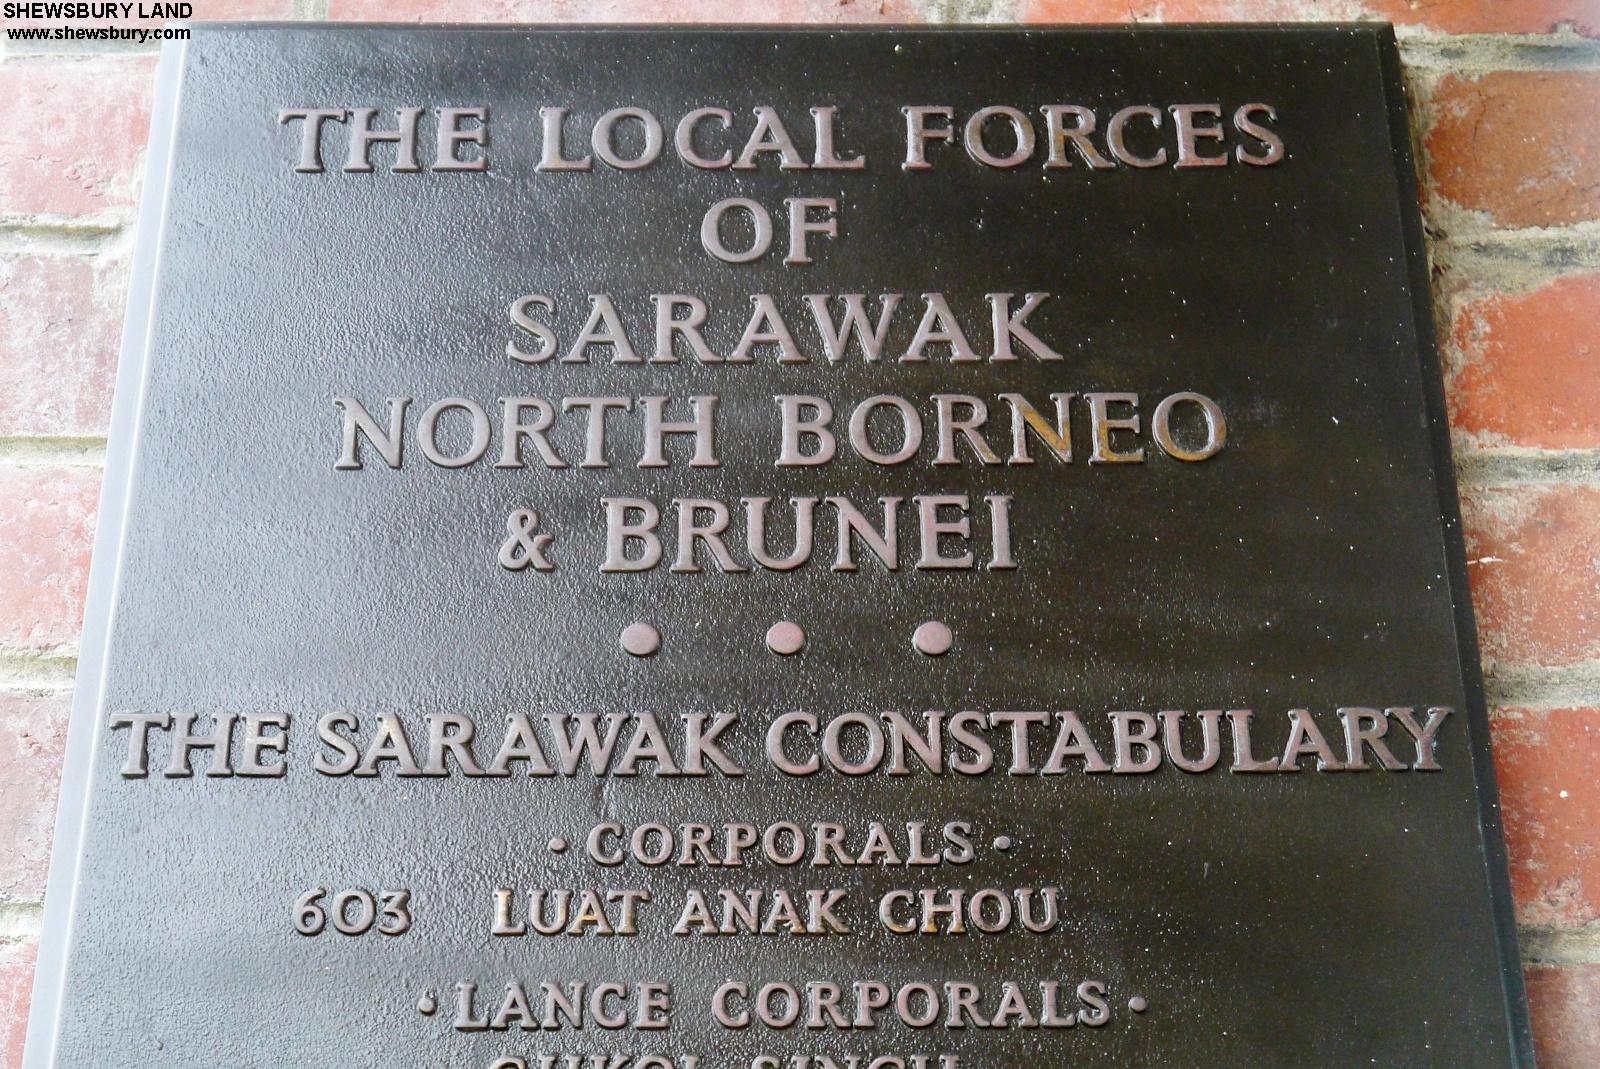 SHEWSBURY LAND
www.shewsbury.com
THE LOCAL FORCES
OF
SARAWAK
NORTH BORNEO
& BRUNEI
• • •
THE SARAWAK CONSTABULARY
· CORPORALS ·
603 LUAT ANAK CHOU
· LANCE CORPORALS ·
SINGH